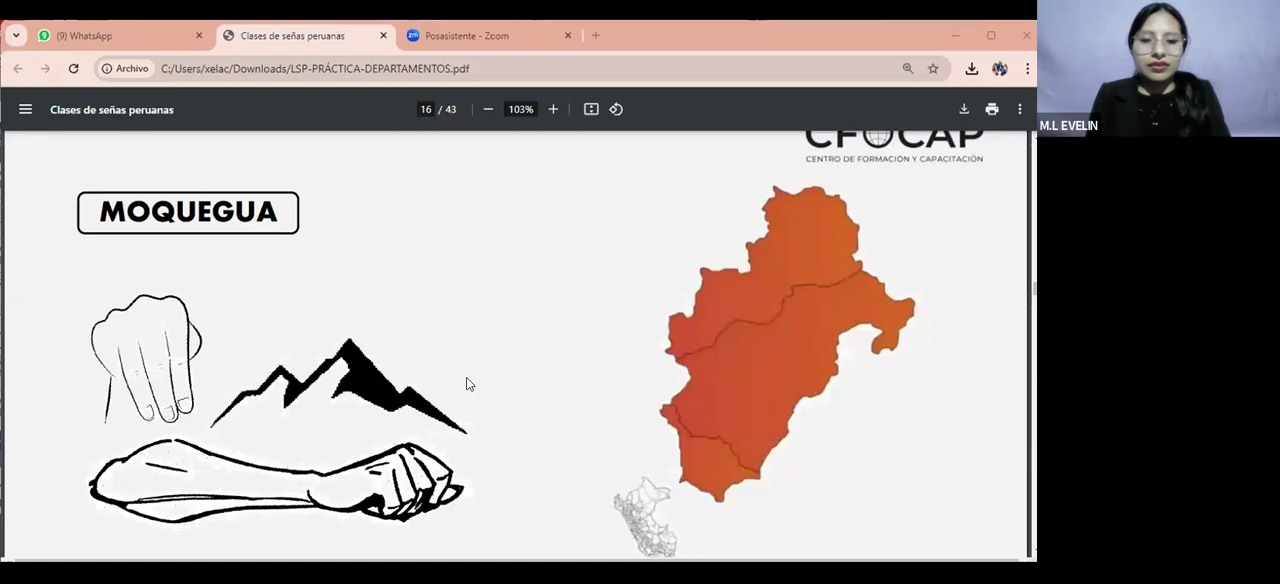 (9) WhatsApp
Clases de señas peruanas
Posasistente - Zoom
Archivo
C:/Users/xelac/Downloads/LSP-PRÁCTICA-DEPARTAMENTOS.pdf
Clases de señas peruanas
16 / 43
103%
CFOCAP
CENTRO DE FORMACIÓN Y CAPACITACIÓN
MOQUEGUA
M.L EVELIN